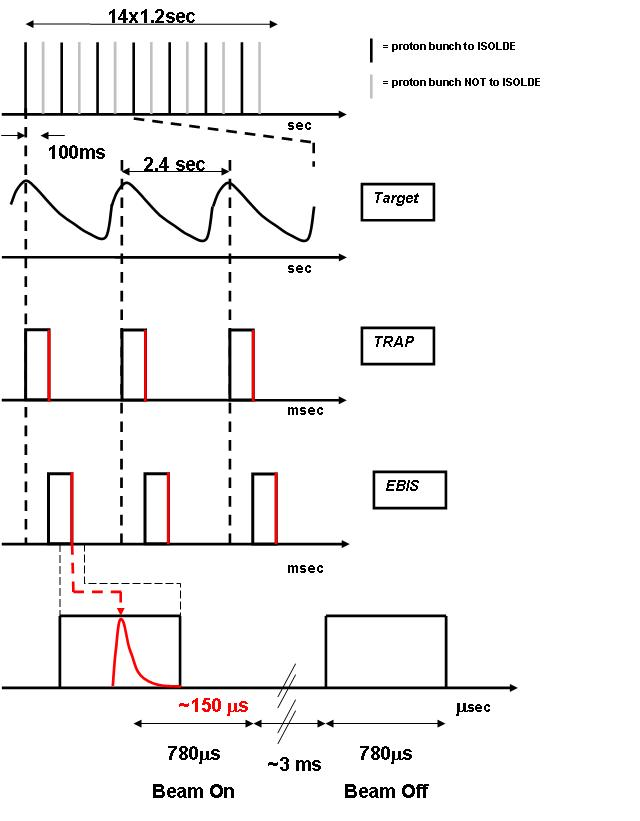 14x1.2sec
= proton bunch to ISOLDE
= proton bunch NOT to ISOLDE
sec
100ms
2.4 sec
Target
sec
TRAP
msec
EBIS
msec
~150 μs
μsec
780μs
~3 ms
780μs
Beam On
Beam Off